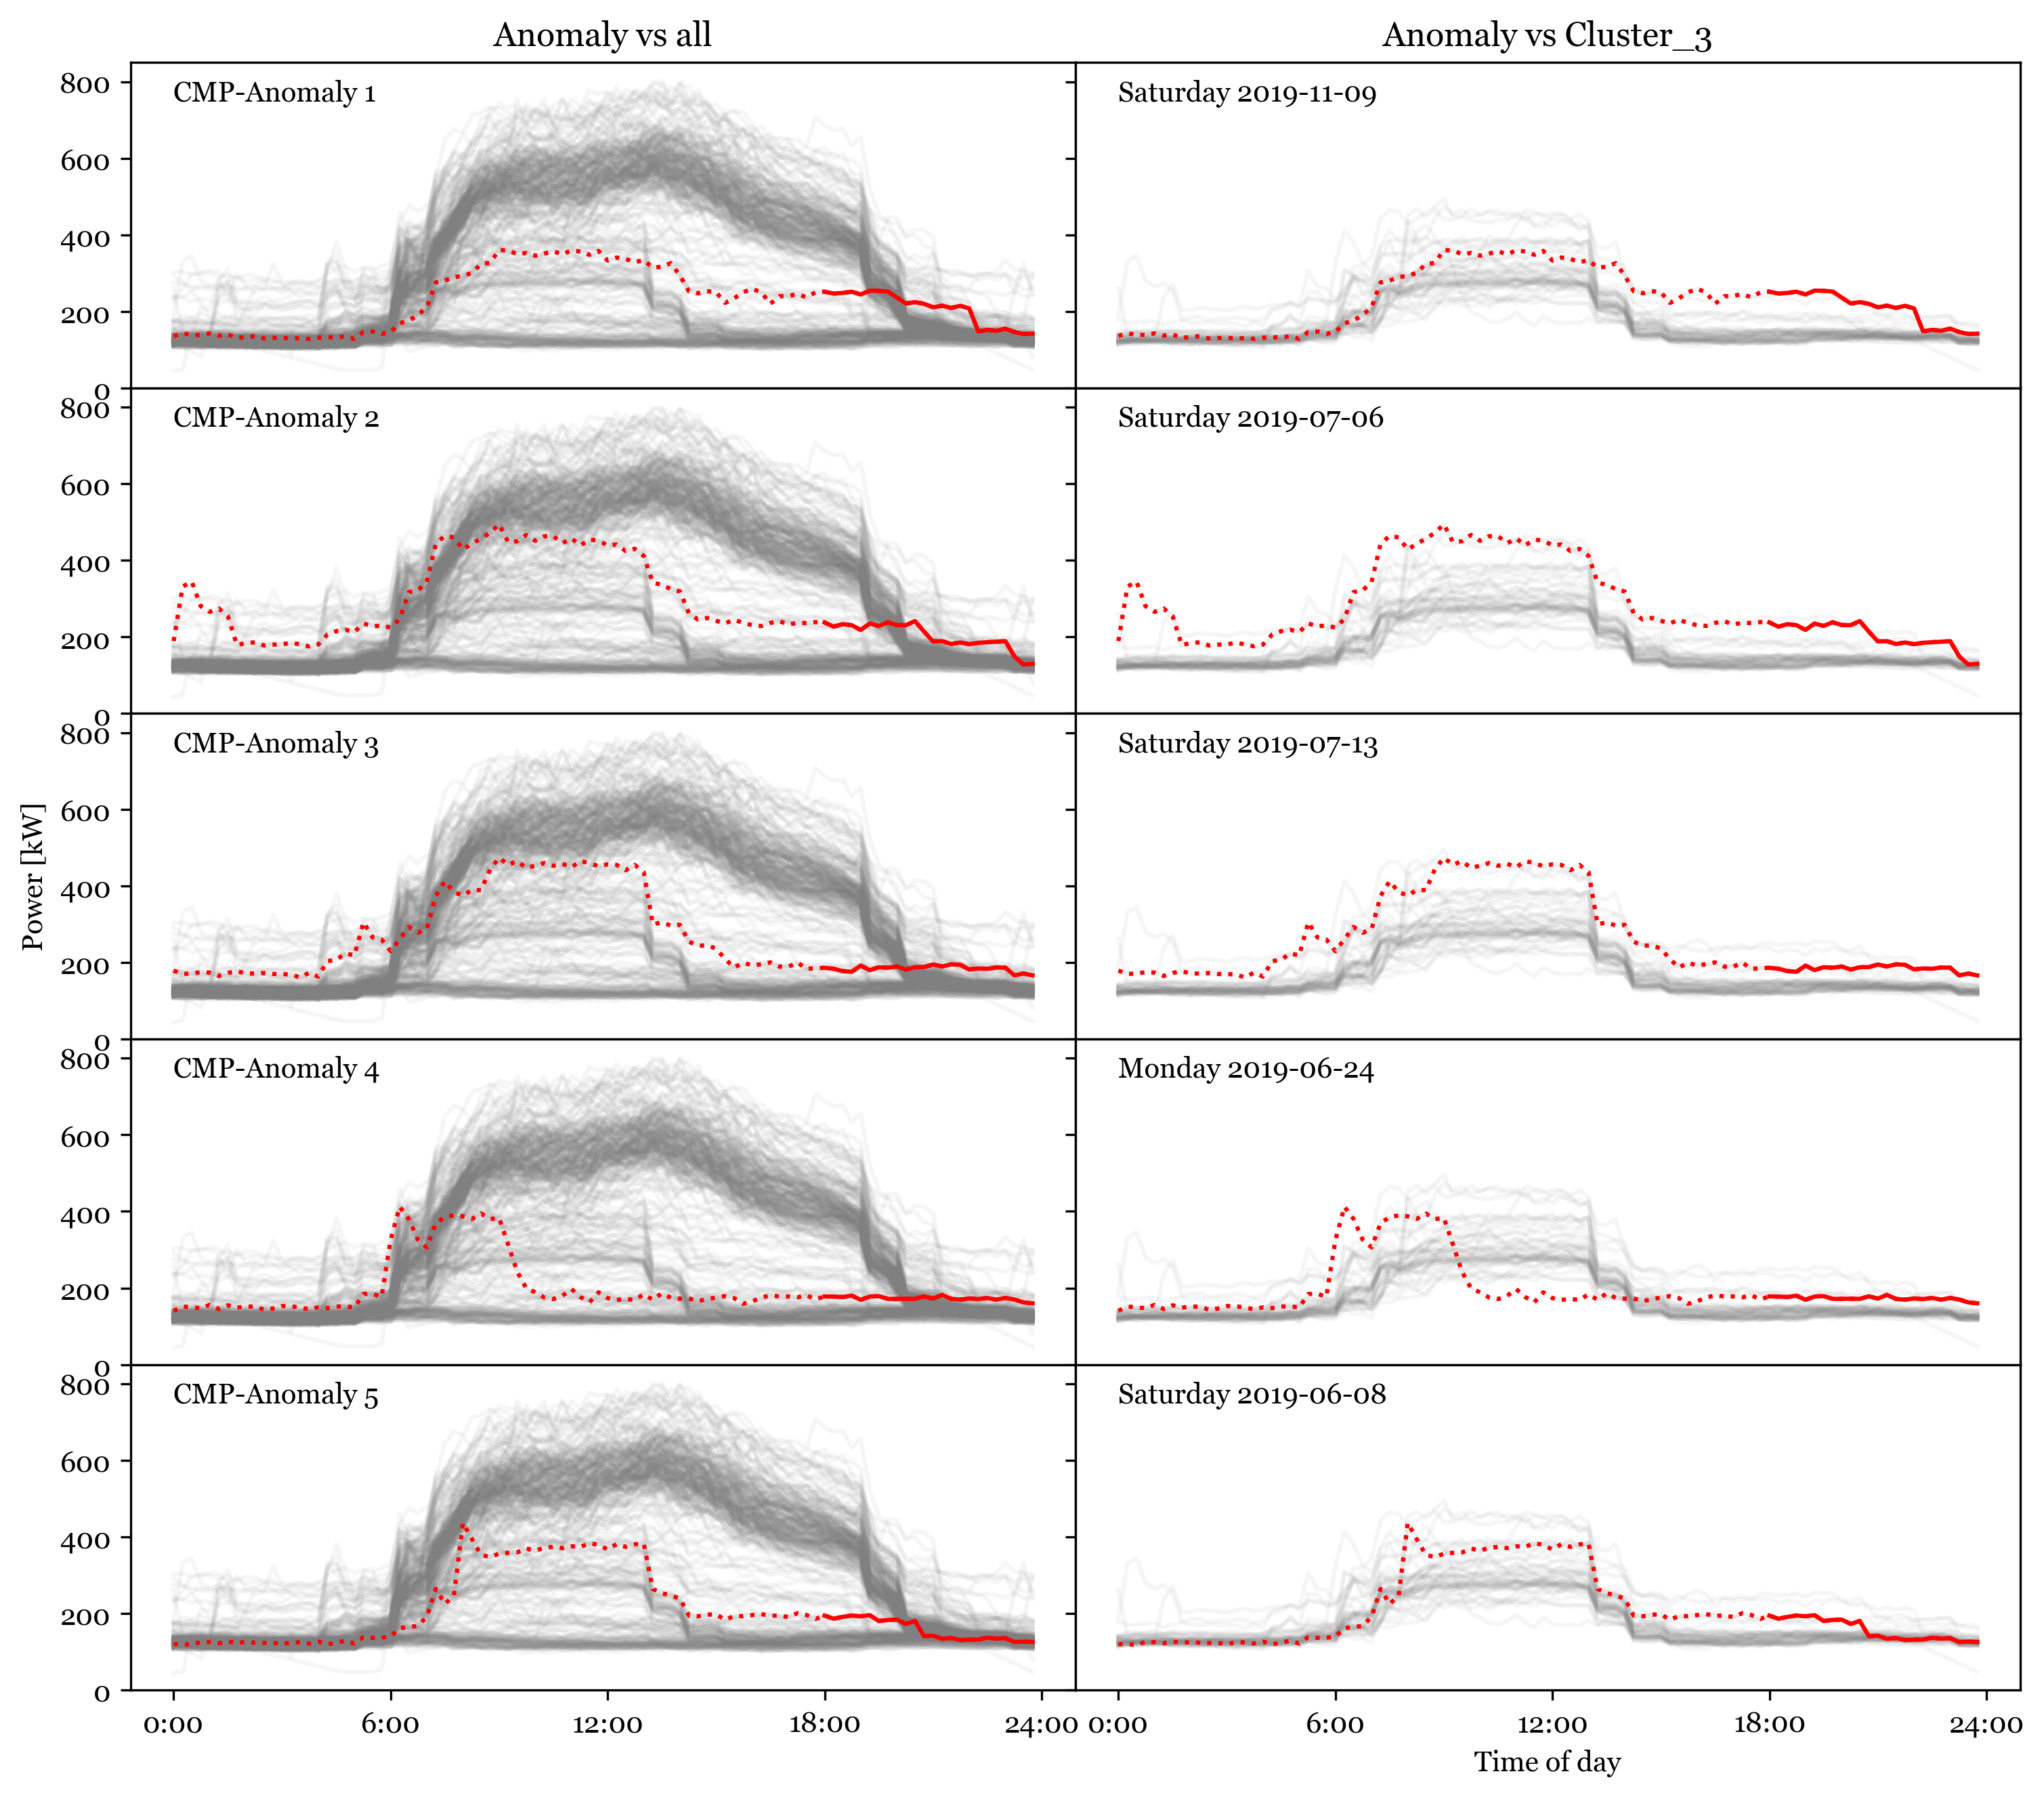 Anomaly vs all
Anomaly vs Cluster_3
800
600
400
200
0
CMP-Anomaly 1
Saturday 2019-11-09
800
600
400
200
0
CMP-Anomaly 2
Saturday 2019-07-06
800
600
400
200
0
CMP-Anomaly 3
Saturday 2019-07-13
Power [kW]
800
600
400
200
0
CMP-Anomaly 4
Monday 2019-06-24
800
600
400
200
0
CMP-Anomaly 5
Saturday 2019-06-08
0:00 6:00 12:00 18:00 24:00
0:00 6:00 12:00 18:00 24:00
Time of day